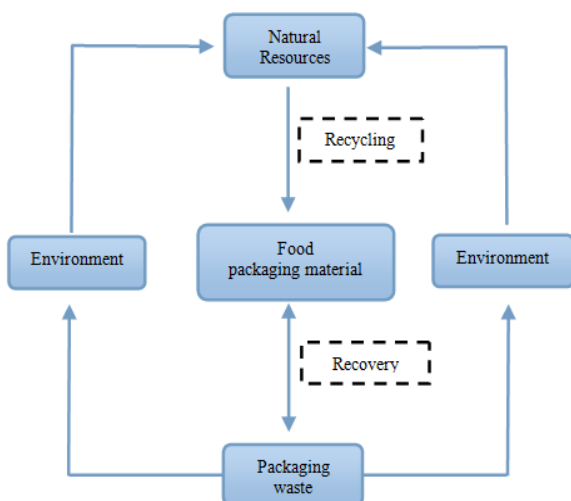 Natural
Resources
Recycling
Environment
Food
packaging material
Environment
Recovery
Packaging
waste